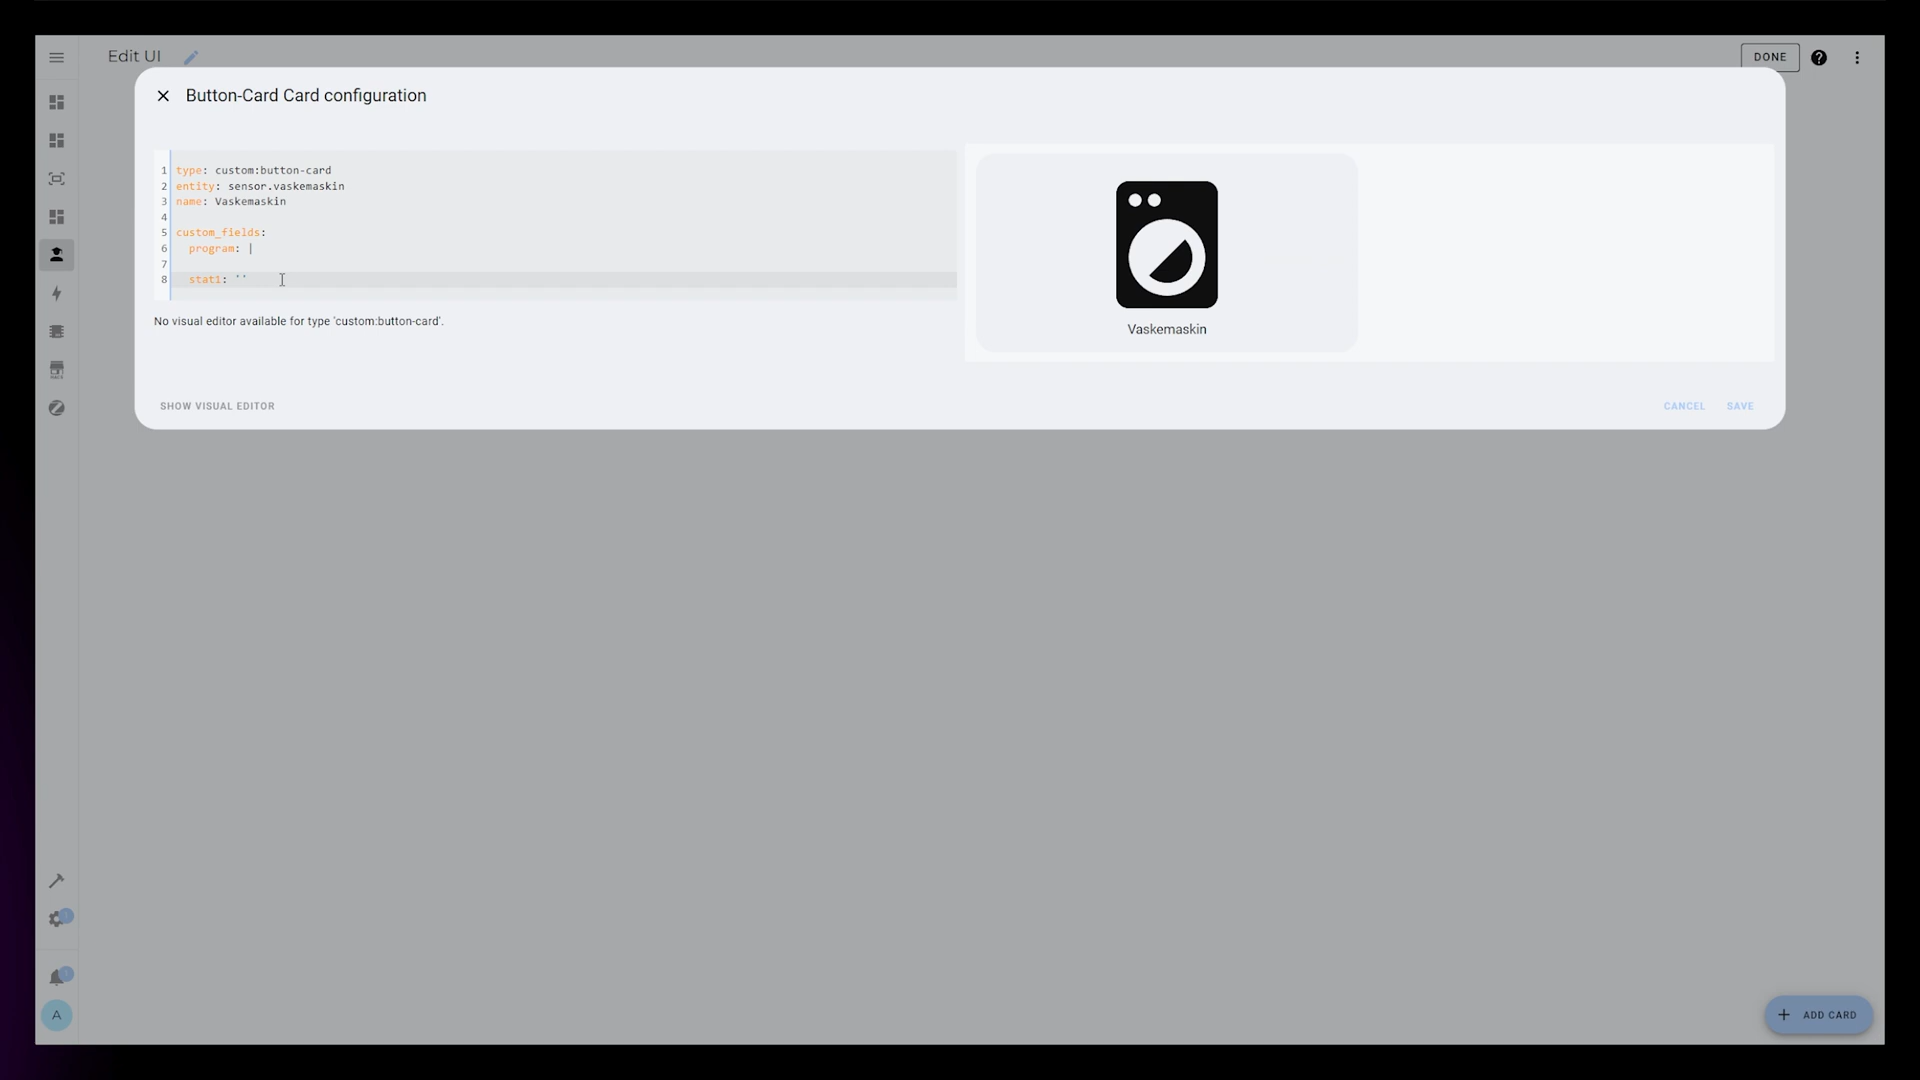 Edit UI
DONE
Button-Card Card configuration
1 type: custom:button-card
2 entity: sensor.vaskemaskin
3 name: Vaskemaskin
4
5 custom_fields:
6 program: |
7
8 stat1: ''
No visual editor available for type 'custom:button-card'.
Vaskemaskin
SHOW VISUAL EDITOR
CANCEL
SAVE
A
+ ADD CARD